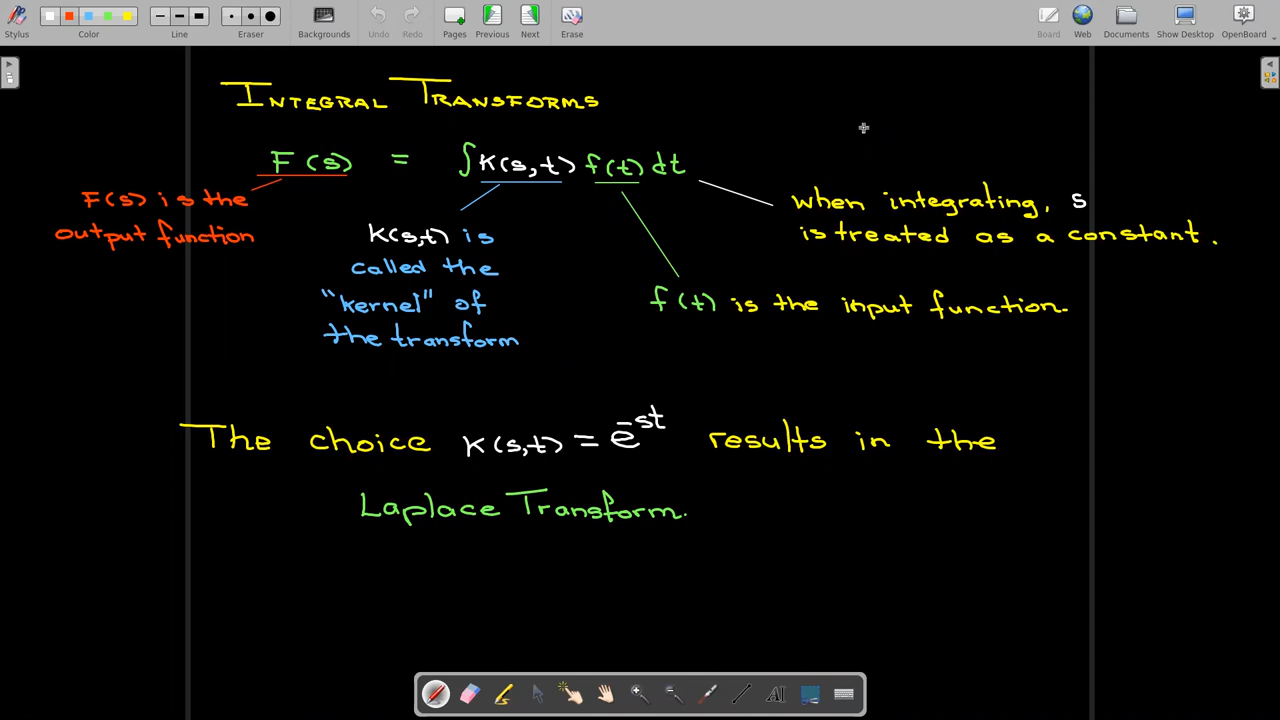 Stylus Color Line Eraser Backgrounds Undo Redo Pages Previous Next Erase Board Web Documents Show Desktop OpenBoard
INTEGRAL TRANSFORMS
F(s) = ∫K(s,t) f(t) dt
F(s) is the
output function
K(s,t) is
called the
"kernel" of
the transform
when integrating, s
is treated as a constant.
f(t) is the input function.
The choice K(s,t) = e^-st results in the
Laplace Transform.
AI